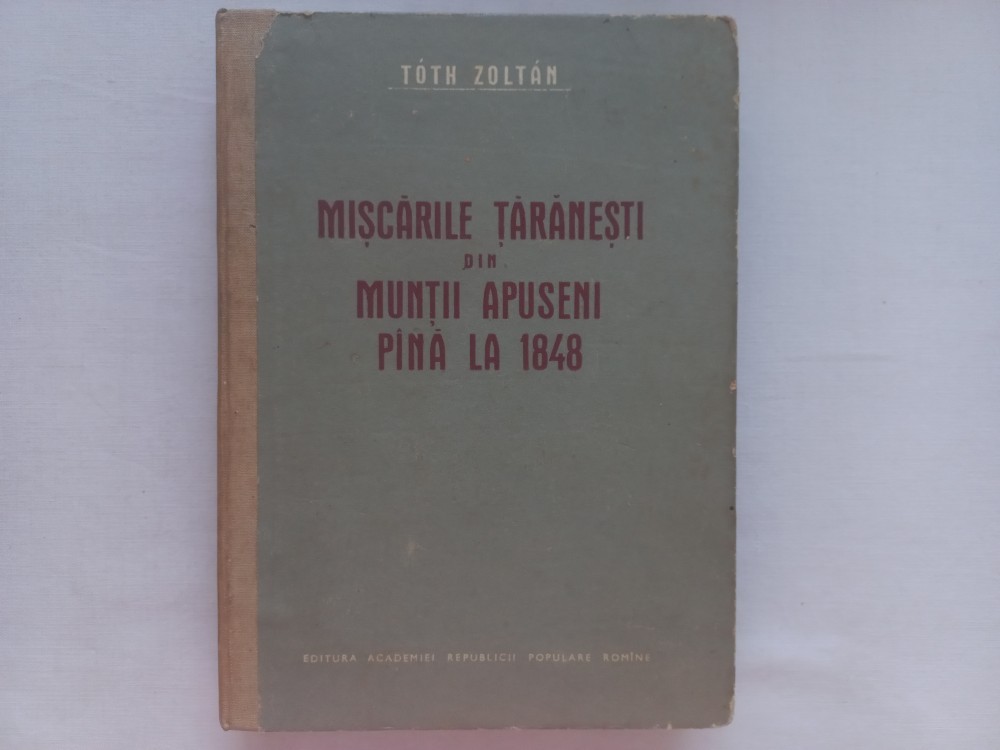 TÓTH ZOLTÁN
MIȘCĂRILE ȚĂRĂNEȘTI
DIN
MUNȚII APUSENI
PÎNĂ LA 1848
EDITURA ACADEMIEI REPUBLICII POPULARE ROMÎNE